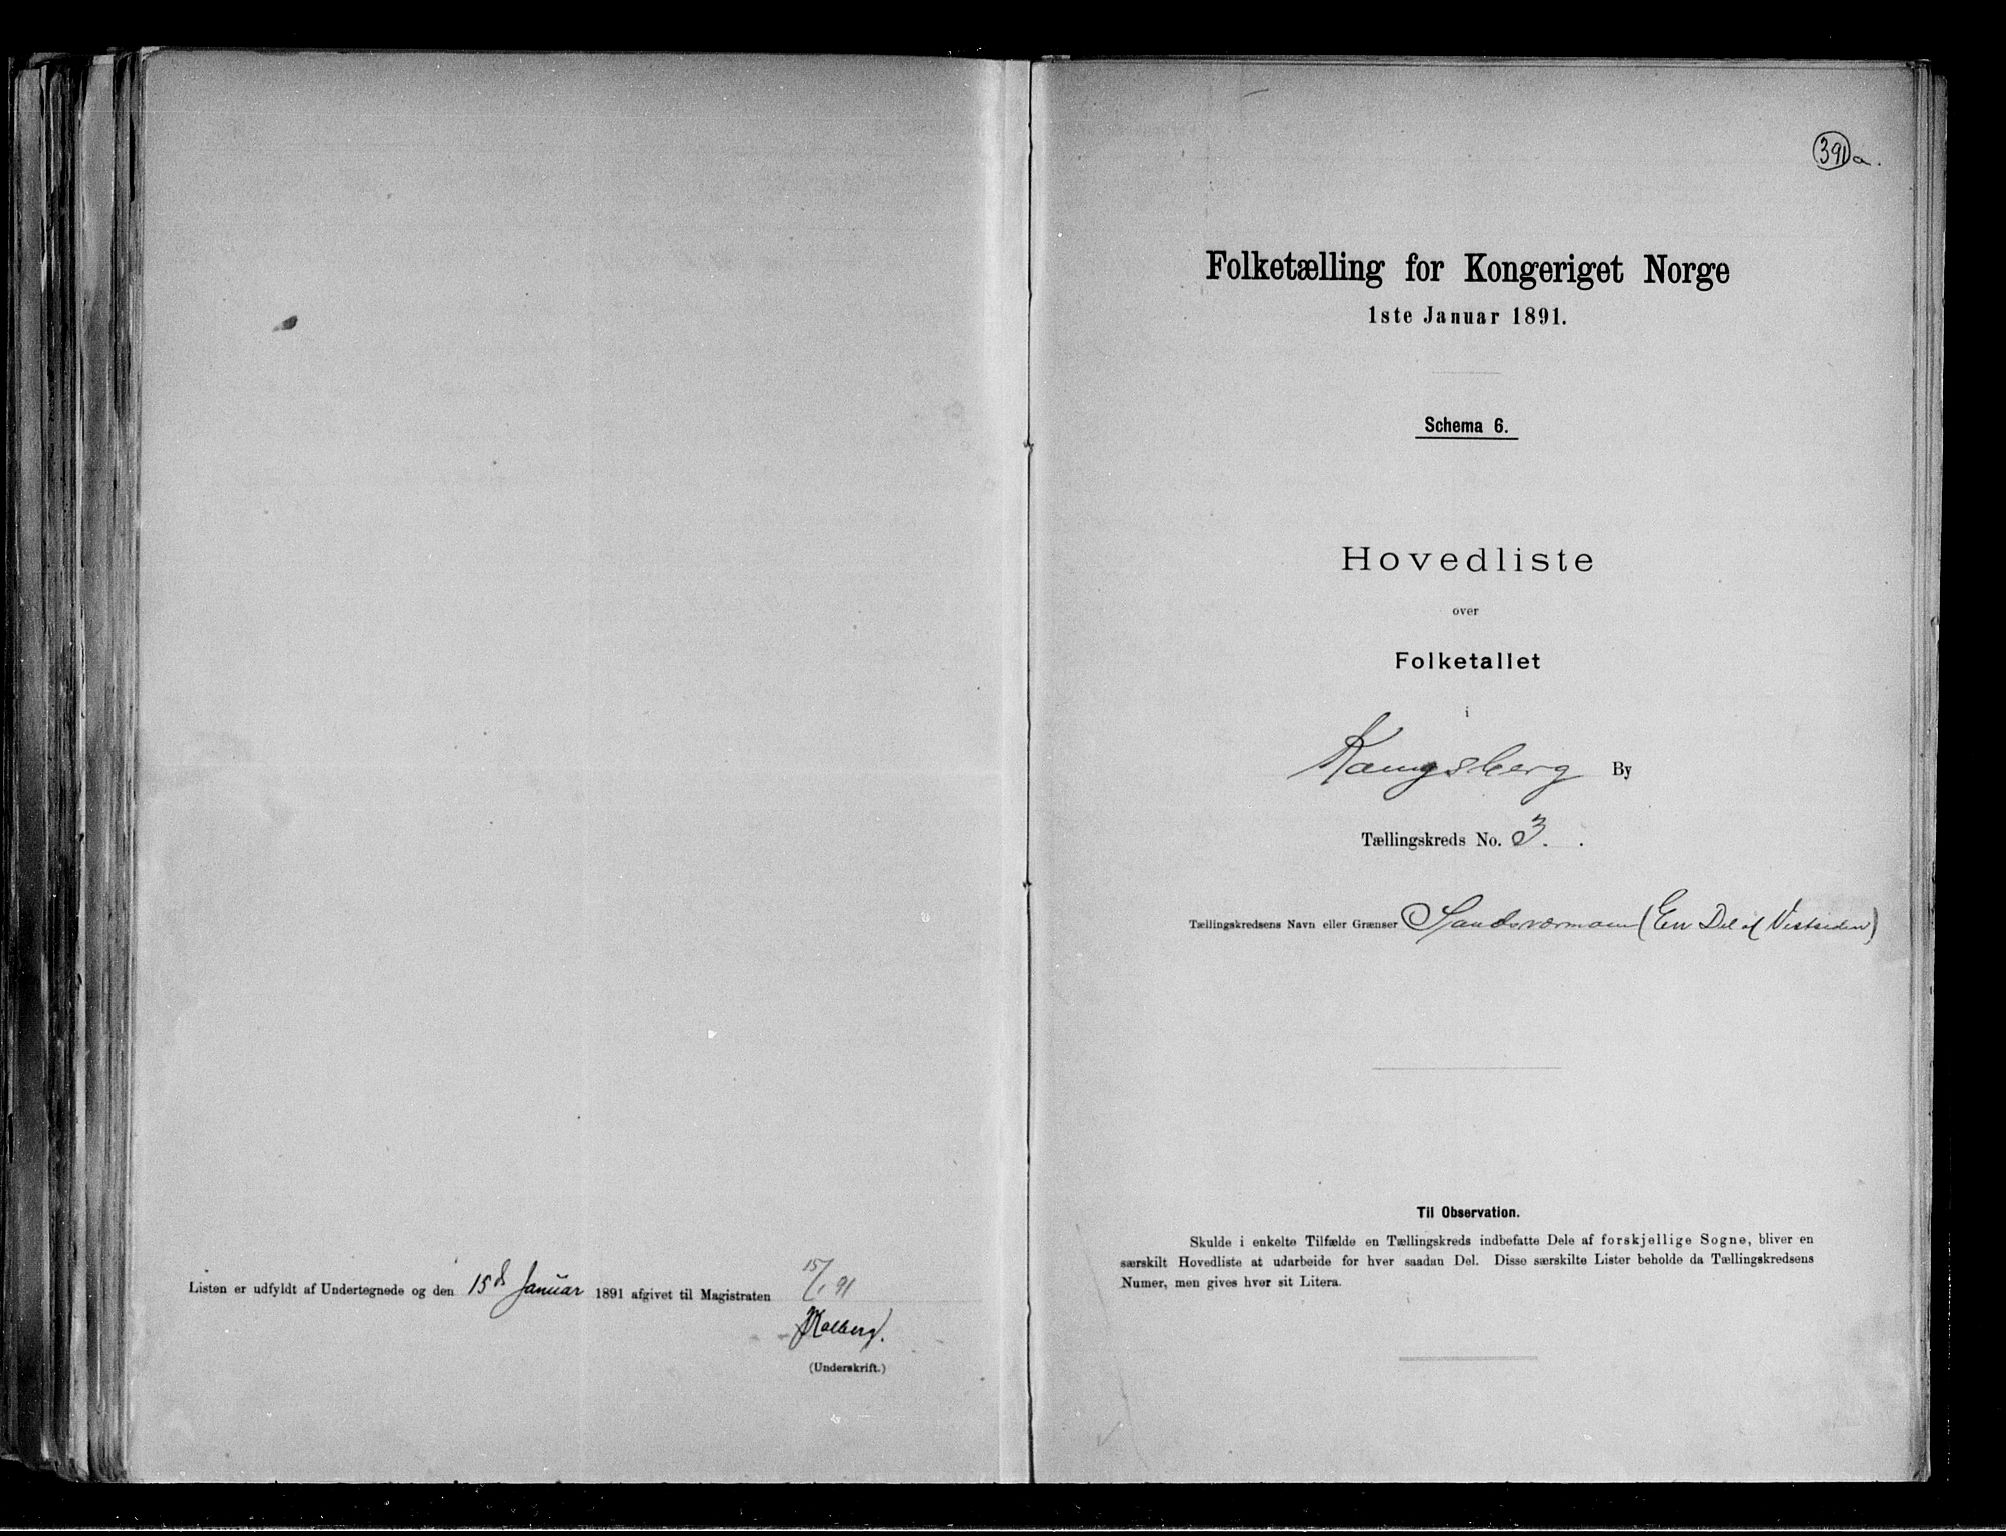 Listen er udfyldt af Undertegnede og den 15de Januar 1891 afgivet til Magistraten 15/1 91
(Underskrift.)
391a.
Folketælling for Kongeriget Norge
1ste Januar 1891.
Schema 6.
Hovedliste
over
Folketallet
i
Kongsberg By
Tællingskreds No. 3.
Tællingskredsens Navn eller Grænser Sandsværmoen (En Del af Vestsiden)
Til Observation.
Skulde i enkelte Tilfælde en Tællingskreds indbefatte Dele af forskjellige Sogne, bliver en
særskilt Hovedliste at udarbeide for hver saadan Del. Disse særskilte Lister beholde da Tællingskredsens
Numer, men gives hver sit Litera.